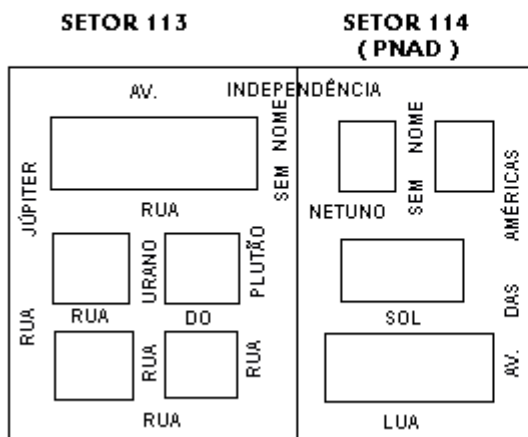 SETOR 113
SETOR 114
( PNAD )
AV. INDEPENDÊNCIA
SEM NOME
SEM NOME
RUA JÚPITER
RUA NETUNO
AV. DAS AMÉRICAS
RUA URANO
RUA PLUTÃO
RUA DO SOL
RUA LUA